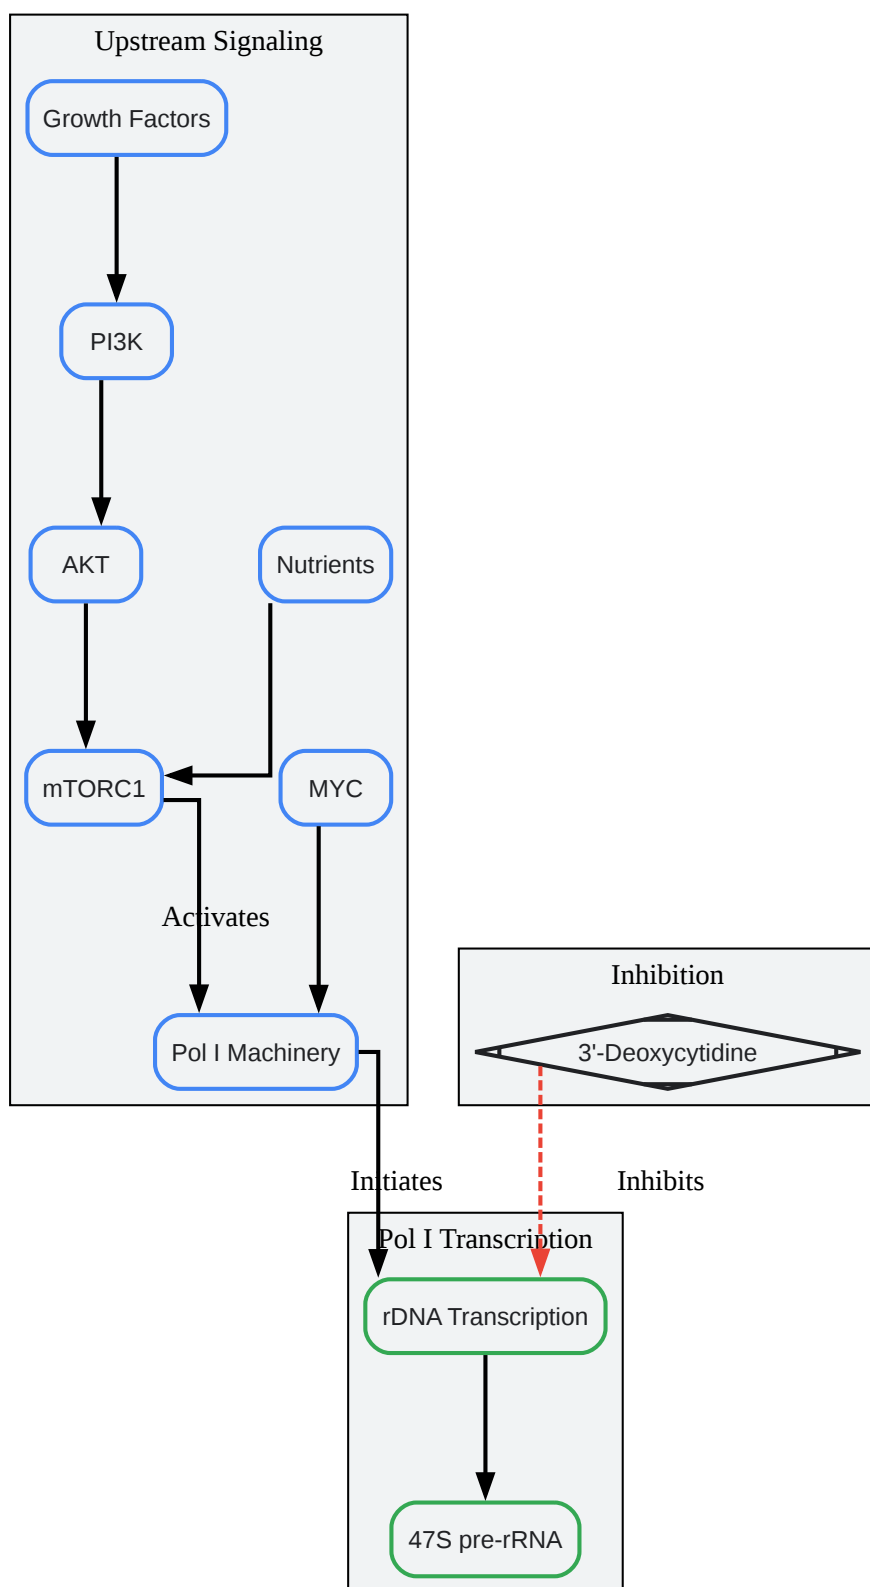 Upstream Signaling
Growth Factors
PI3K
AKT
Nutrients
mTORC1
MYC
Activates
Inhibition
Pol I Machinery
3'-Deoxycytidine
Initiates
Inhibits
Pol I Transcription
rDNA Transcription
47S pre-rRNA